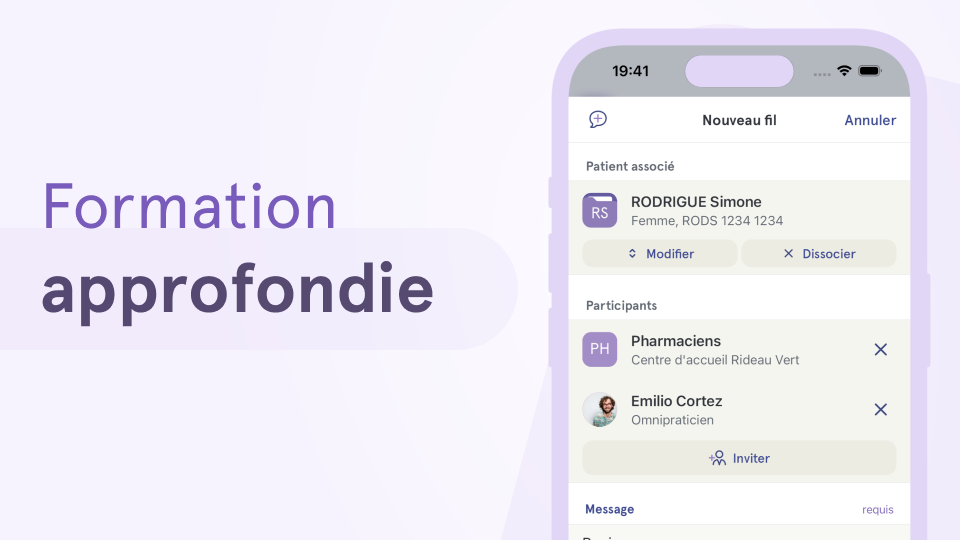 Formation
approfondie
19:41
Nouveau fil
Annuler
Patient associé
RS
RODRIGUE Simone
Femme, RODS 1234 1234
Modifier
Dissocier
Participants
PH
Pharmaciens
Centre d'accueil Rideau Vert
Emilio Cortez
Omnipraticien
Inviter
Message
requis